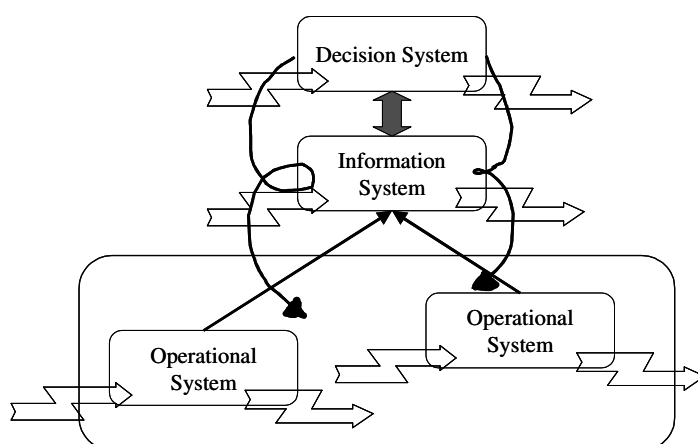 Decision System
Information
System
Operational
System
Operational
System